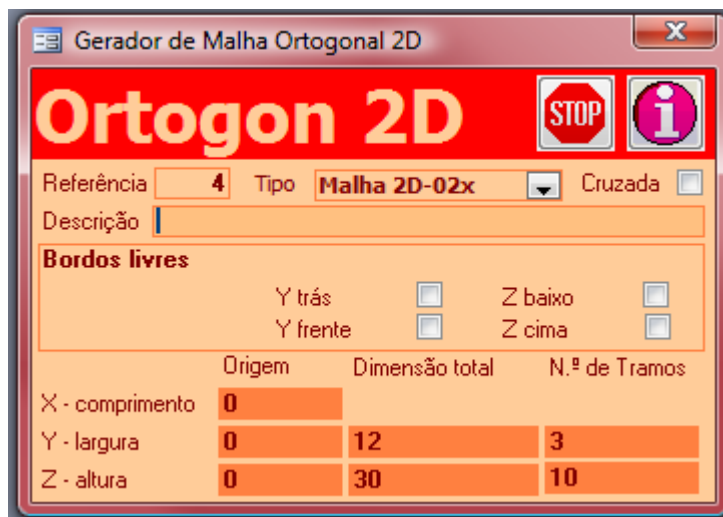 Gerador de Malha Ortogonal 2D
Ortogon 2D STOP i
Referência 4 Tipo Malha 2D-02x Cruzada
Descrição
Bordos livres
Y trás Z baixo
Y frente Z cima
Origem Dimensão total N.º de Tramos
X - comprimento 0
Y - largura 0 12 3
Z - altura 0 30 10